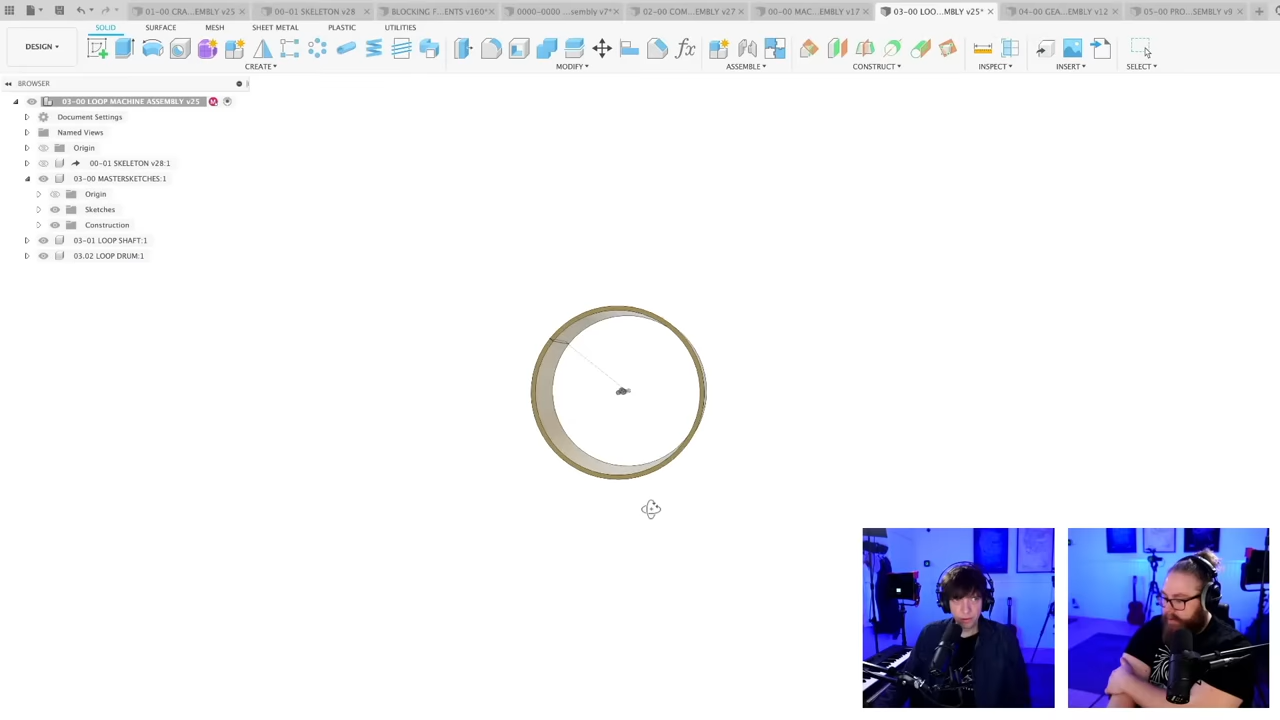 01-00 CRA...EMBLY v25
00-01 SKELETON v28
BLOCKING F...ENTS v160*
0000-0000 ...sembly v7*
02-00 COM...EMBLY v27
00-00 MAC...MBLY v17
03-00 LOO...MBLY v25*
04-00 GEA...EMBLY v12
05-00 PRO...SEMBLY v9
SOLID
SURFACE
MESH
SHEET METAL
PLASTIC
UTILITIES
DESIGN
CREATE
MODIFY
ASSEMBLE
CONSTRUCT
INSPECT
INSERT
SELECT
BROWSER
03-00 LOOP MACHINE ASSEMBLY v25
Document Settings
Named Views
Origin
00-01 SKELETON v28:1
03-00 MASTERSKETCHES:1
Origin
Sketches
Construction
03-01 LOOP SHAFT:1
03.02 LOOP DRUM:1